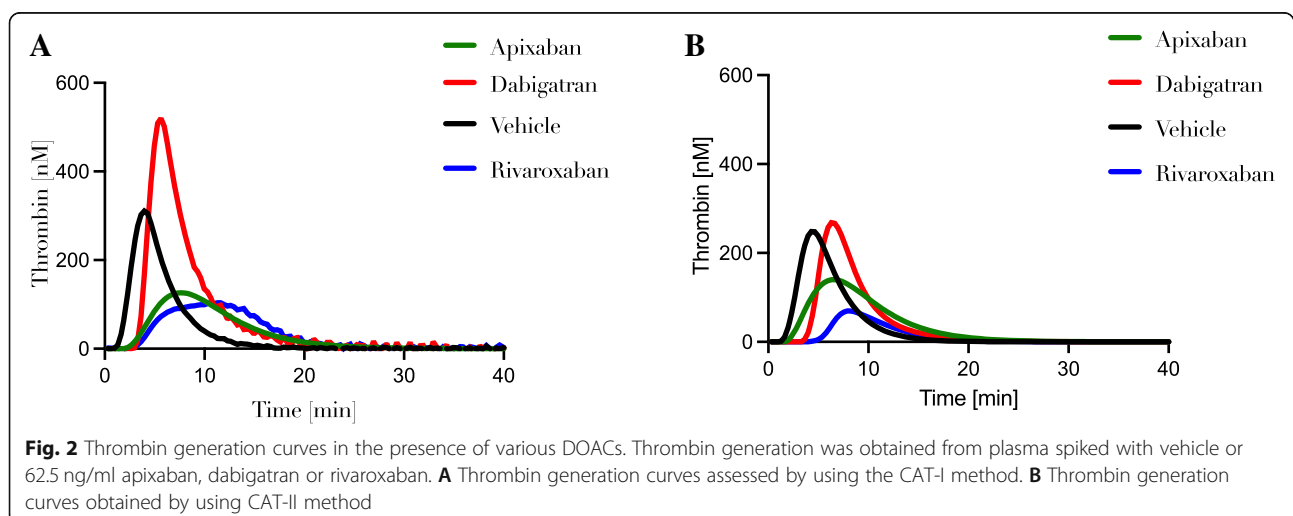 A
Apixaban
Dabigatran
Vehicle
Rivaroxaban
600
400
200
0
Thrombin [nM]
0 10 20 30 40
Time [min]
B
Apixaban
Dabigatran
Vehicle
Rivaroxaban
600
400
200
0
Thrombin [nM]
0 10 20 30 40
Time [min]
Fig. 2 Thrombin generation curves in the presence of various DOACs. Thrombin generation was obtained from plasma spiked with vehicle or
62.5 ng/ml apixaban, dabigatran or rivaroxaban. A Thrombin generation curves assessed by using the CAT-I method. B Thrombin generation
curves obtained by using CAT-II method